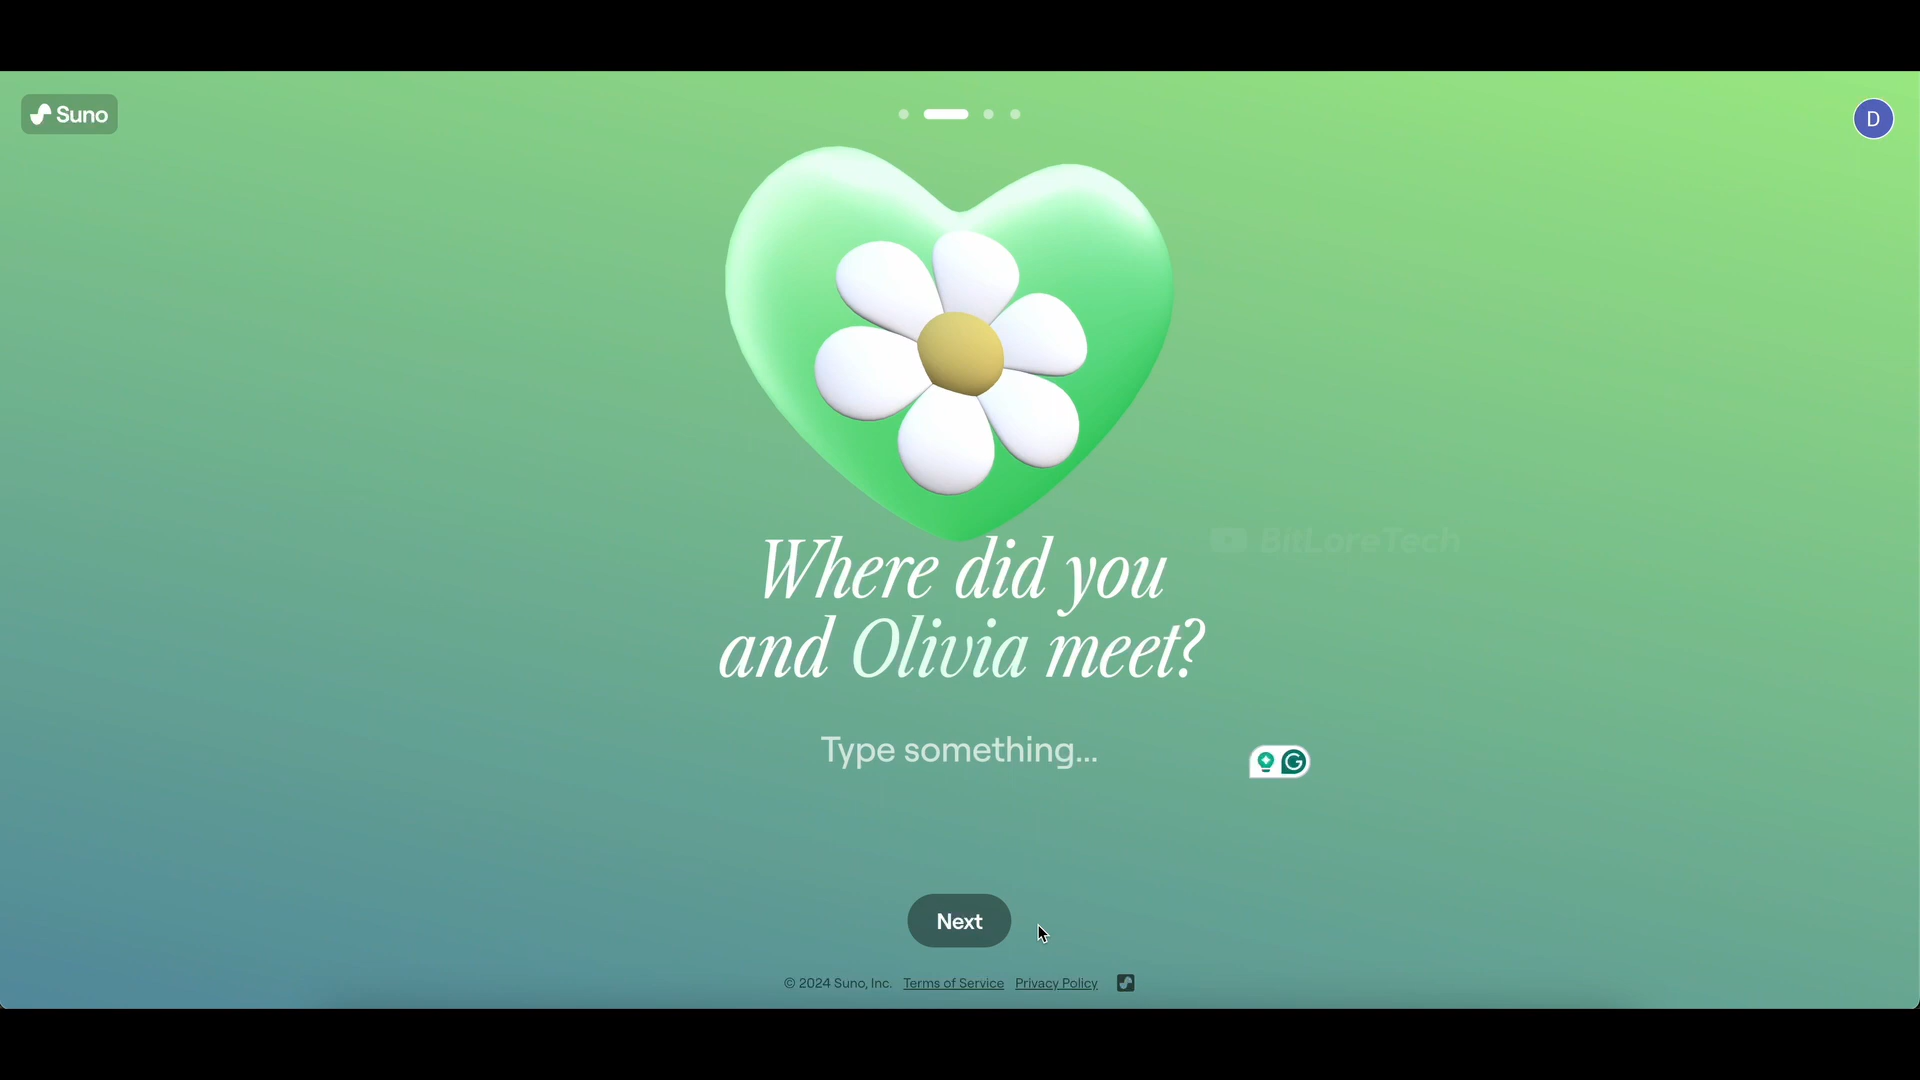 Suno
D
Where did you
and Olivia meet?
BitLoreTech
Type something...
G
Next
© 2024 Suno, Inc. Terms of Service Privacy Policy